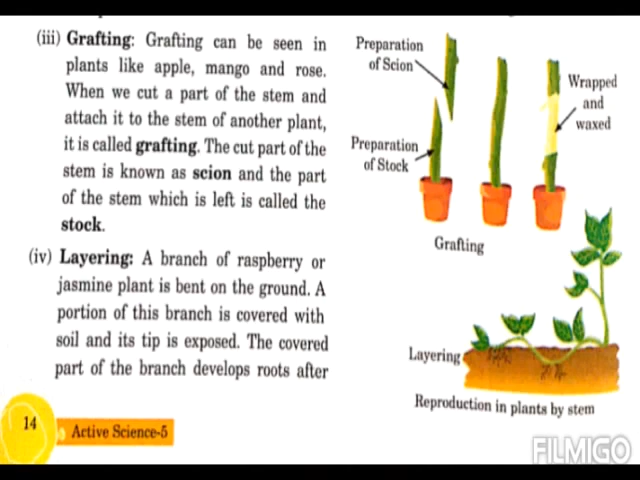 (iii) Grafting: Grafting can be seen in
plants like apple, mango and rose.
When we cut a part of the stem and
attach it to the stem of another plant,
it is called grafting. The cut part of the
stem is known as scion and the part
of the stem which is left is called the
stock.
(iv) Layering: A branch of raspberry or
jasmine plant is bent on the ground. A
portion of this branch is covered with
soil and its tip is exposed. The covered
part of the branch develops roots after
14
Active Science-5
Preparation
of Scion
Preparation
of Stock
Wrapped
and
waxed
Grafting
Layering
Reproduction in plants by stem
FILMIGO